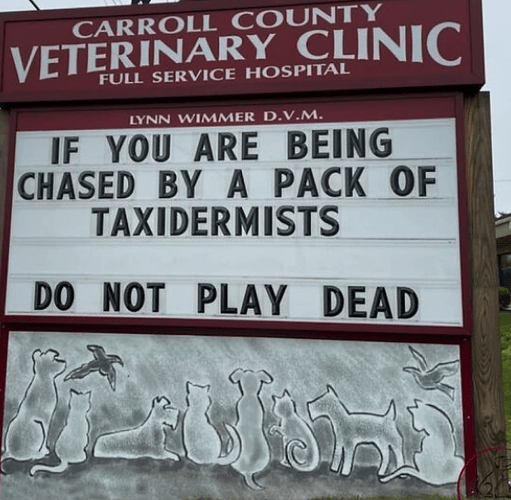 CARROLL COUNTY
VETERINARY CLINIC
FULL SERVICE HOSPITAL
LYNN WIMMER D.V.M.
IF YOU ARE BEING
CHASED BY A PACK OF
TAXIDERMISTS
DO NOT PLAY DEAD